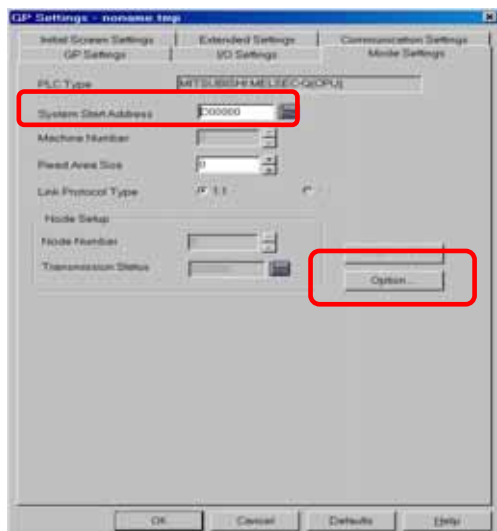 GP Settings - noname.tmp
Initial Screen Settings Extended Settings Communication Settings
GP Settings I/O Settings Mode Settings
PLC Type MITSUBISHI MELSEC-Q(CPU)
System Start Address D00000
Machine Number
Read Area Size 0
Link Protocol Type 1:1
Node Setup
Node Number
Transmission Status
Option...
OK Cancel Defaults Help